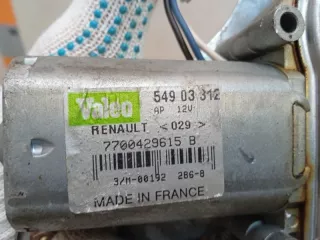 Valeo
549 03 312
AP 12V
RENAULT <029>
7700429615 B
3/M-00192 286-8
MADE IN FRANCE